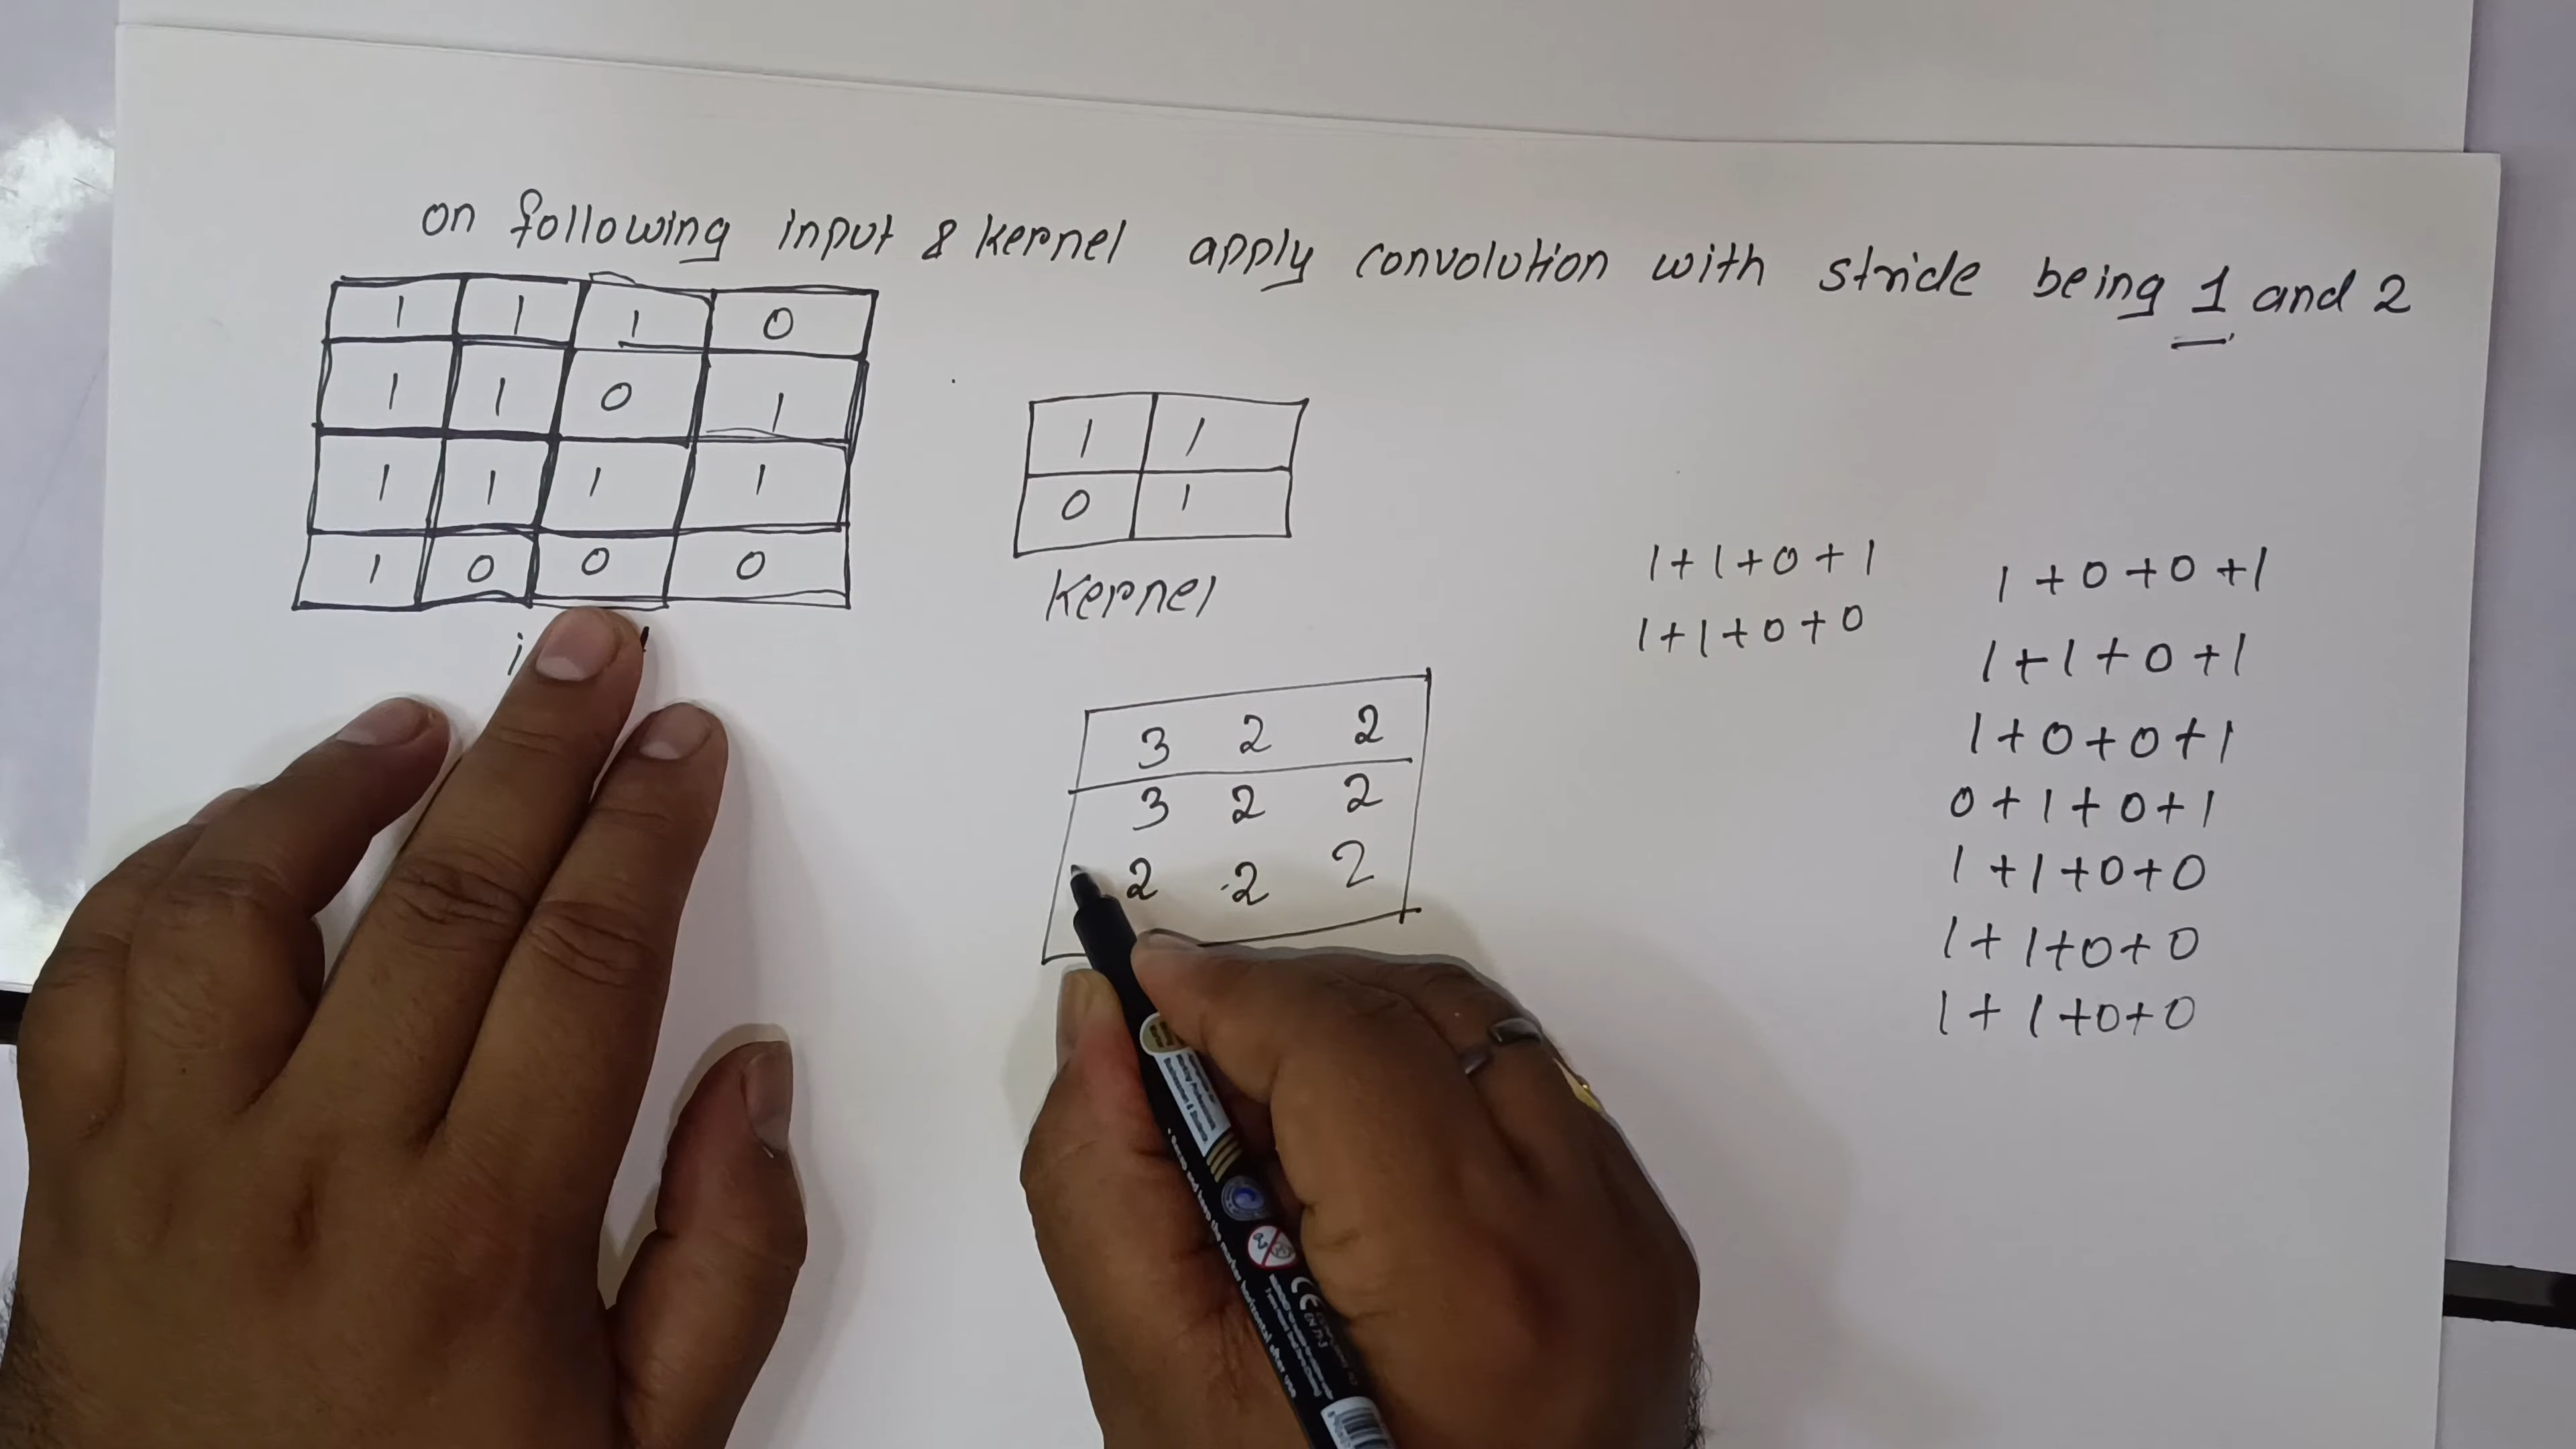 on following input & kernel apply convolution with stride being 1 and 2
1 1 1 0
1 1 0 1
1 1 1 1
1 0 0 0
1 1
0 1
Kernel
3 2 2
3 2 2
2 2 2
1+1+0+1
1+1+0+0
1+0+0+1
1+1+0+1
1+0+0+1
0+1+0+1
1+1+0+0
1+1+0+0
1+1+0+0
CE